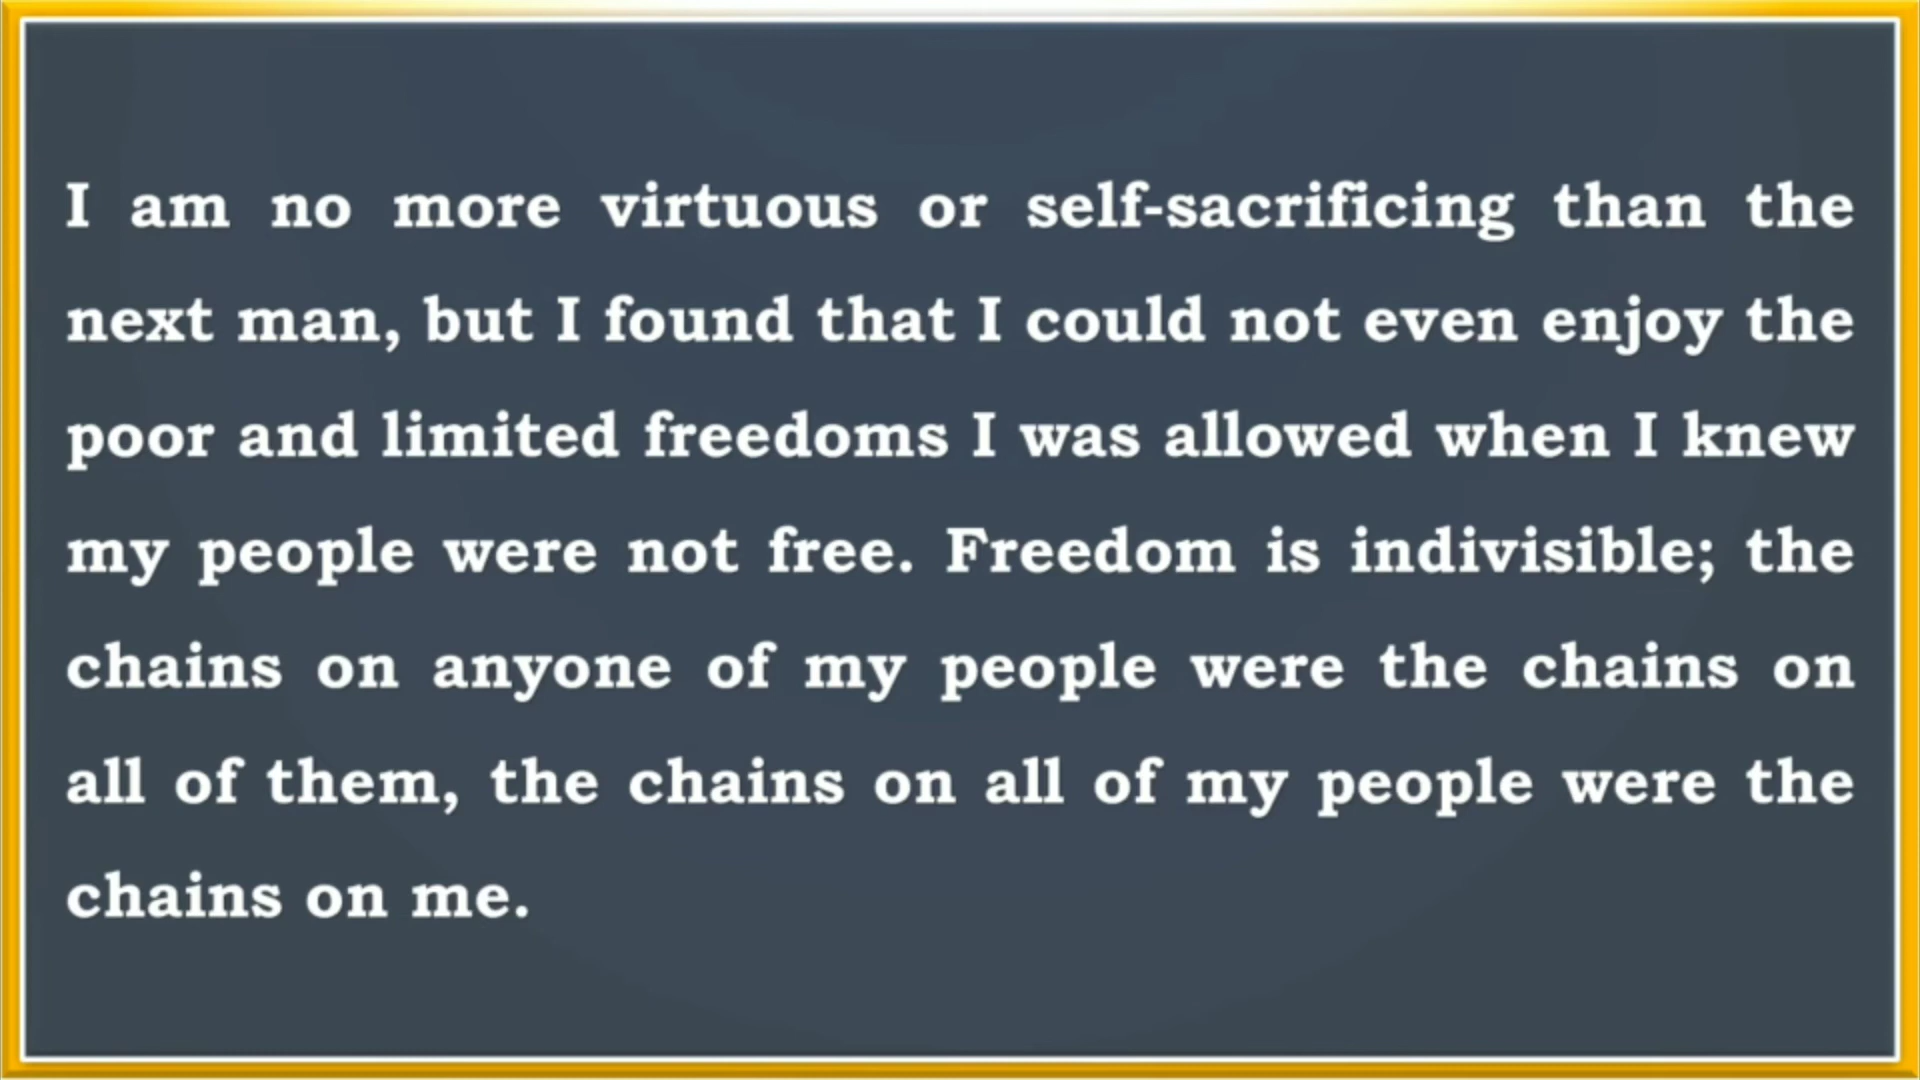 I am no more virtuous or self-sacrificing than the
next man, but I found that I could not even enjoy the
poor and limited freedoms I was allowed when I knew
my people were not free. Freedom is indivisible; the
chains on anyone of my people were the chains on
all of them, the chains on all of my people were the
chains on me.